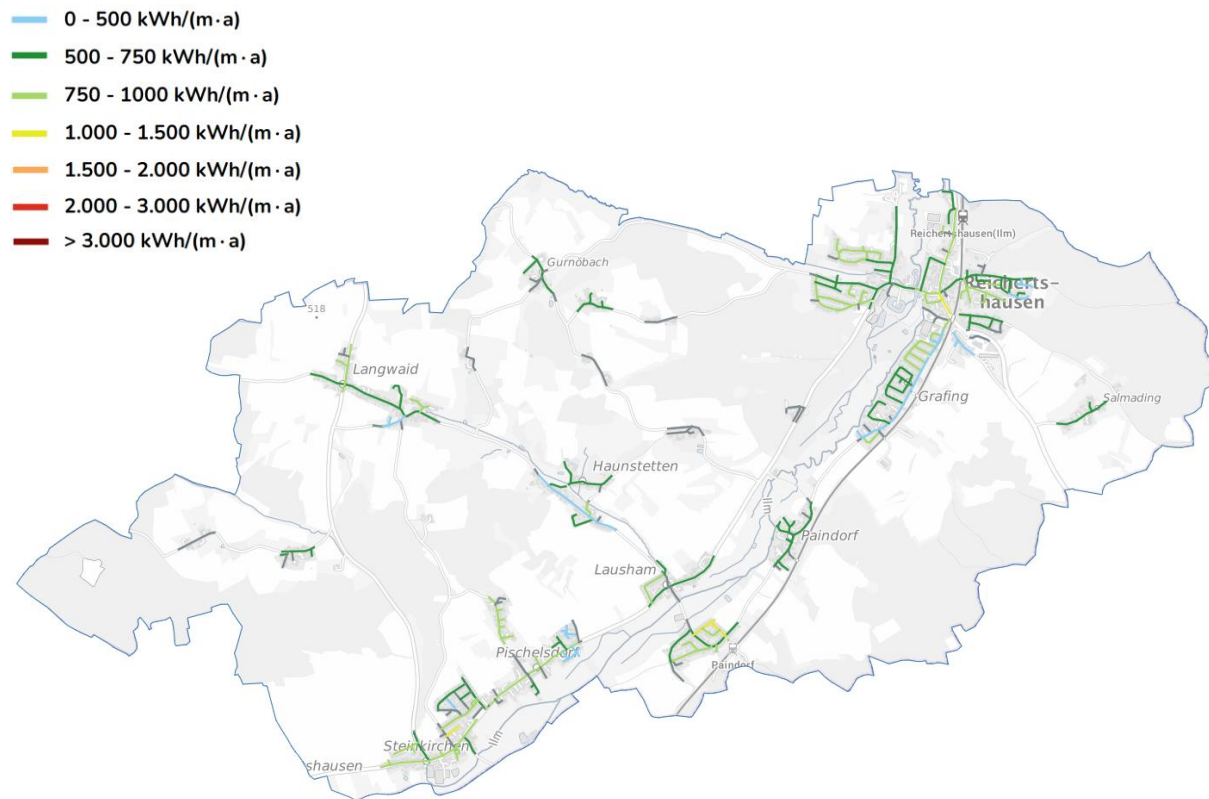 0 - 500 kWh/(m · a)
500 - 750 kWh/(m · a)
750 - 1000 kWh/(m · a)
1.000 - 1.500 kWh/(m · a)
1.500 - 2.000 kWh/(m · a)
2.000 - 3.000 kWh/(m · a)
> 3.000 kWh/(m · a)
Reichertshausen(Ilm)
Gurnöbach
Reicherts-
hausen
518
Langwaid
Grafing
Salmading
Haunstetten
Ilm
Paindorf
Lausham
Pischelsdorf
Paindorf
Steinkirchen
Ilm
shausen